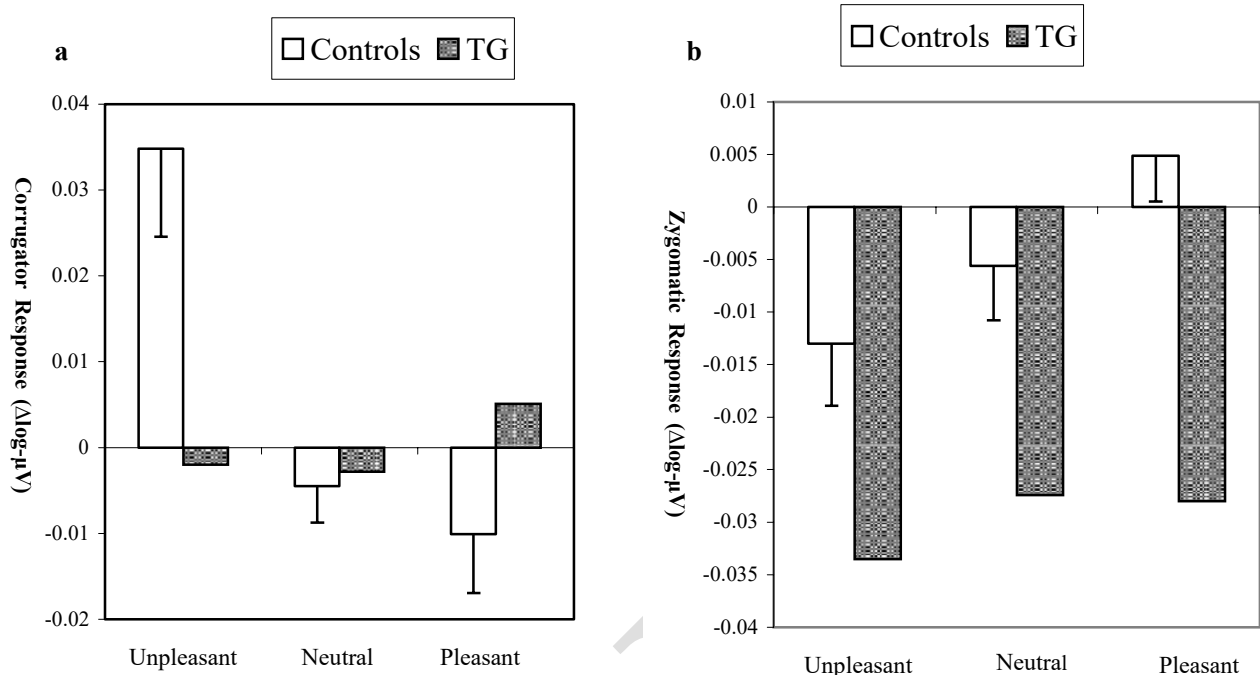 a
Controls TG
0.04
0.03
0.02
0.01
0
-0.01
-0.02
Corrugator Response (Δlog-μV)
Unpleasant Neutral Pleasant
b
Controls TG
0.01
0.005
0
-0.005
-0.01
-0.015
-0.02
-0.025
-0.03
-0.035
-0.04
Zygomatic Response (Δlog-μV)
Unpleasant Neutral Pleasant